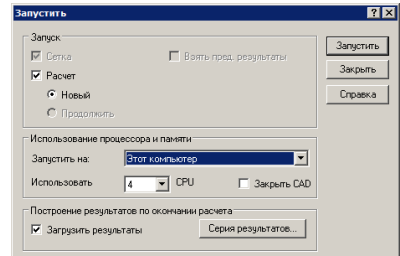 Запустить
Запуск
Сетка
Взять пред. результаты
Расчет
Новый
Продолжить
Запустить
Закрыть
Справка
Использование процессора и памяти
Запустить на: Этот компьютер
Использовать 4 CPU Закрыть CAD
Построение результатов по окончании расчета
Загрузить результаты Серия результатов...